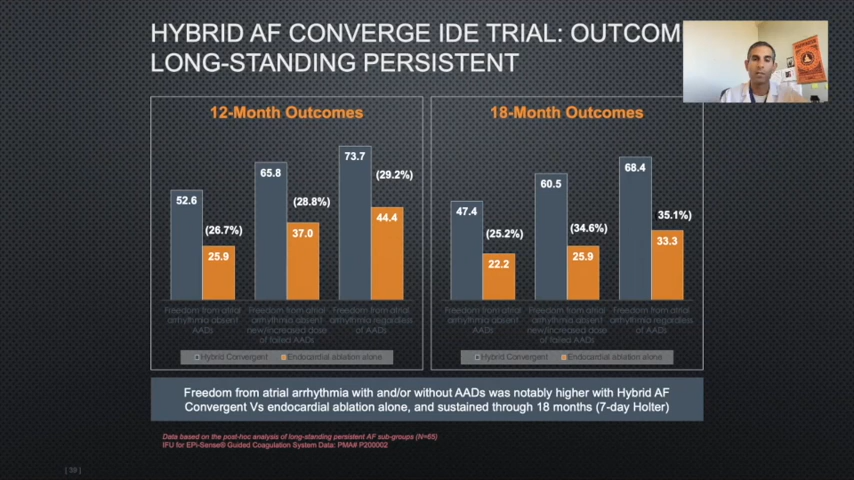 HYBRID AF CONVERGE IDE TRIAL: OUTCOM
LONG-STANDING PERSISTENT
12-Month Outcomes
52.6
(26.7%)
25.9
65.8
(28.8%)
37.0
73.7
(29.2%)
44.4
Freedom from atrial arrhythmia absent AADs
Freedom from atrial arrhythmia absent new/increased dose of failed AADs
Freedom from atrial arrhythmia regardless of AADs
Hybrid Convergent
Endocardial ablation alone
18-Month Outcomes
47.4
(25.2%)
22.2
60.5
(34.6%)
25.9
68.4
35.1%)
33.3
Freedom from atrial arrhythmia absent AADs
Freedom from atrial arrhythmia absent new/increased dose of failed AADs
Freedom from atrial arrhythmia regardless of AADs
Hybrid Convergent
Endocardial ablation alone
Freedom from atrial arrhythmia with and/or without AADs was notably higher with Hybrid AF
Convergent Vs endocardial ablation alone, and sustained through 18 months (7-day Holter)
Data based on the post-hoc analysis of long-standing persistent AF sub-groups (N=65)
IFU for EPi-Sense® Guided Coagulation System Data: PMA# P200002
[ 39 ]